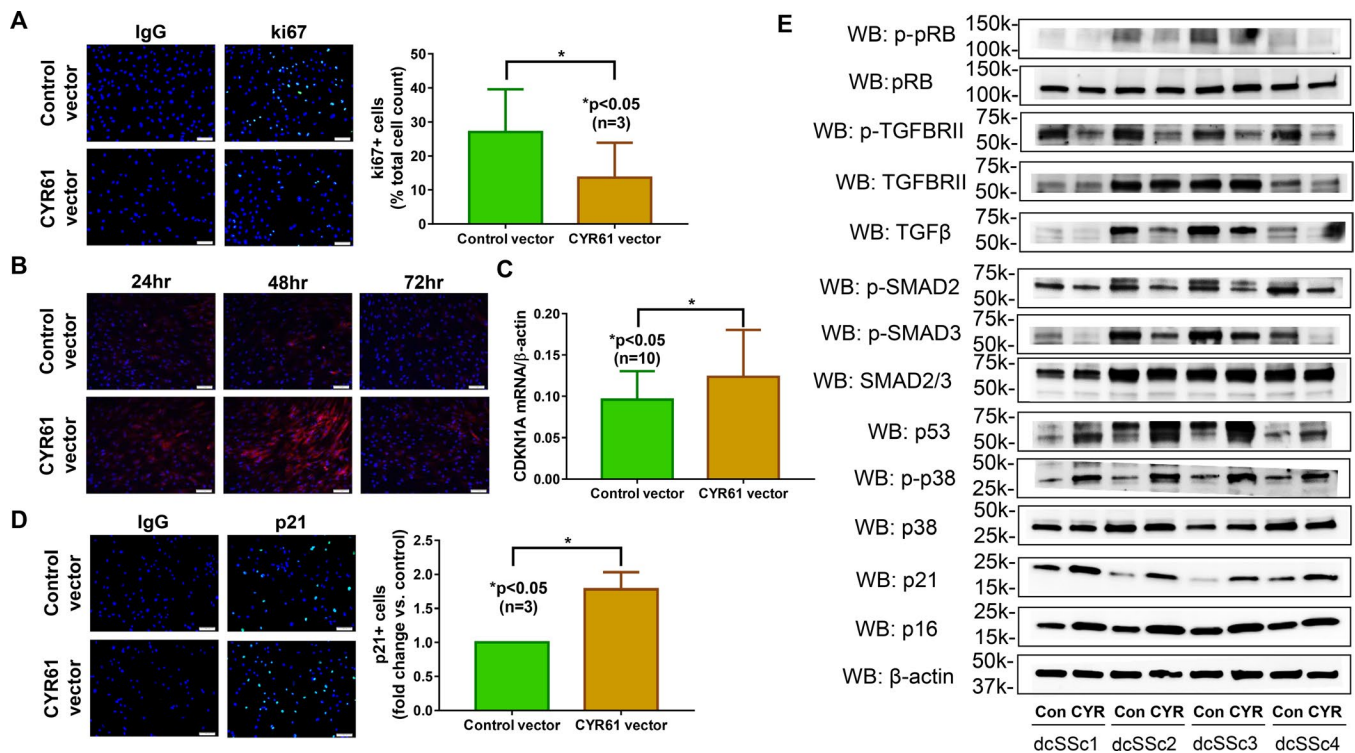 A
IgG
ki67
Control
vector
CYR61
vector
ki67+ cells
(% total cell count)
50
40
30
20
10
0
*
*p<0.05
(n=3)
Control vector
CYR61 vector
B
24hr
48hr
72hr
Control
vector
CYR61
vector
C
CDKN1A mRNA/β-actin
0.20
0.15
0.10
0.05
0.00
*
*p<0.05
(n=10)
Control vector
CYR61 vector
D
IgG
p21
Control
vector
CYR61
vector
p21+ cells
(fold change vs. control)
2.5
2.0
1.5
1.0
0.5
0.0
*
*p<0.05
(n=3)
Control vector
CYR61 vector
E
WB: p-pRB
150k-
100k-
WB: pRB
150k-
100k-
WB: p-TGFBRII
75k-
50k-
WB: TGFBRII
75k-
50k-
WB: TGFβ
75k-
50k-
WB: p-SMAD2
75k-
50k-
WB: p-SMAD3
75k-
50k-
WB: SMAD2/3
75k-
50k-
WB: p53
75k-
50k-
WB: p-p38
50k-
25k-
WB: p38
50k-
25k-
WB: p21
25k-
15k-
WB: p16
25k-
15k-
WB: β-actin
50k-
37k-
Con CYR Con CYR Con CYR Con CYR
dcSSc1 dcSSc2 dcSSc3 dcSSc4